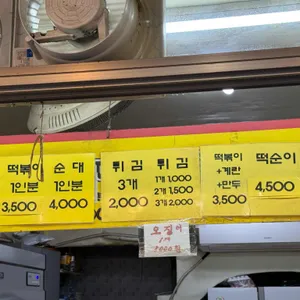 떡볶이
1인분
3,500
순대
1인분
4,000
튀김
3개
2,000
튀김
1개 1,000
2개 1,500
3개 2,000
떡볶이
+계란
+만두
3,500
떡순이
4,500
오징어